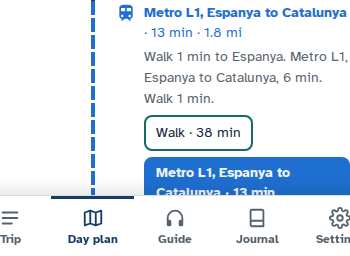 Metro L1, Espanya to Catalunya
· 13 min · 1.8 mi
Walk 1 min to Espanya. Metro L1,
Espanya to Catalunya, 6 min.
Walk 1 min.
Walk · 38 min
Metro L1, Espanya to
Catalunya · 13 min
Trip
Day plan
Guide
Journal
Settin